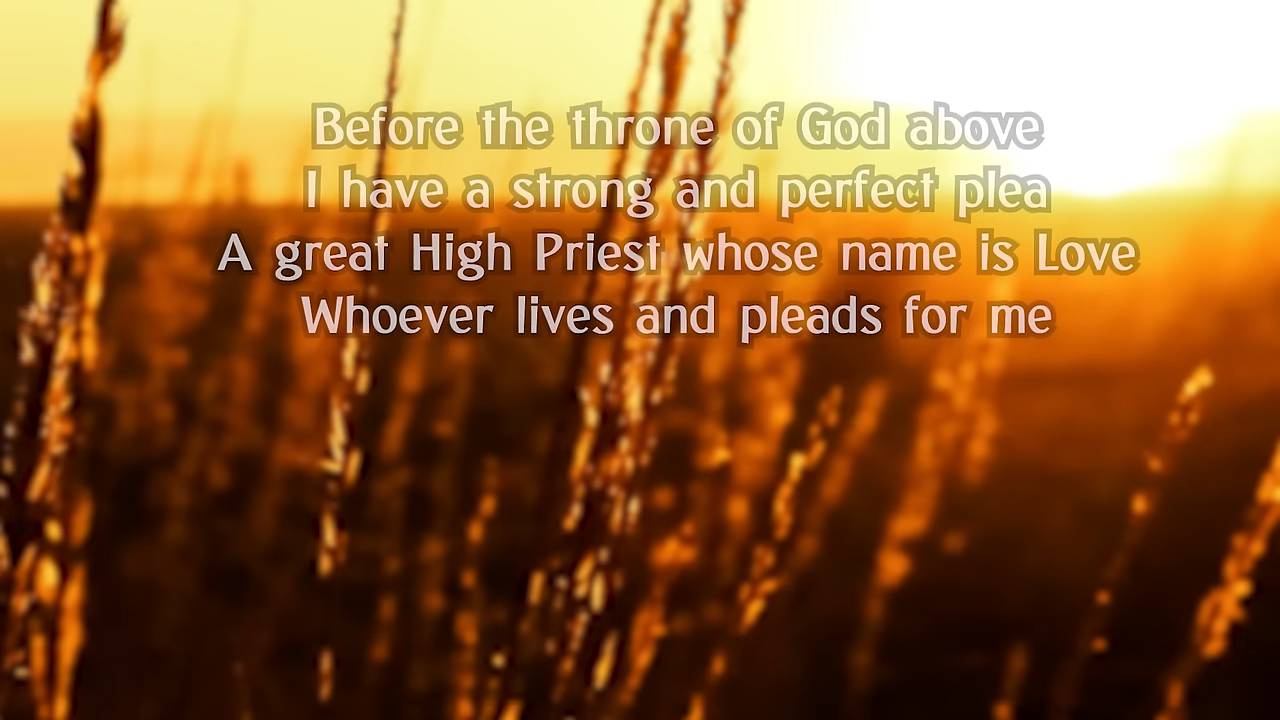 Before the throne of God above
I have a strong and perfect plea
A great High Priest whose name is Love
Whoever lives and pleads for me